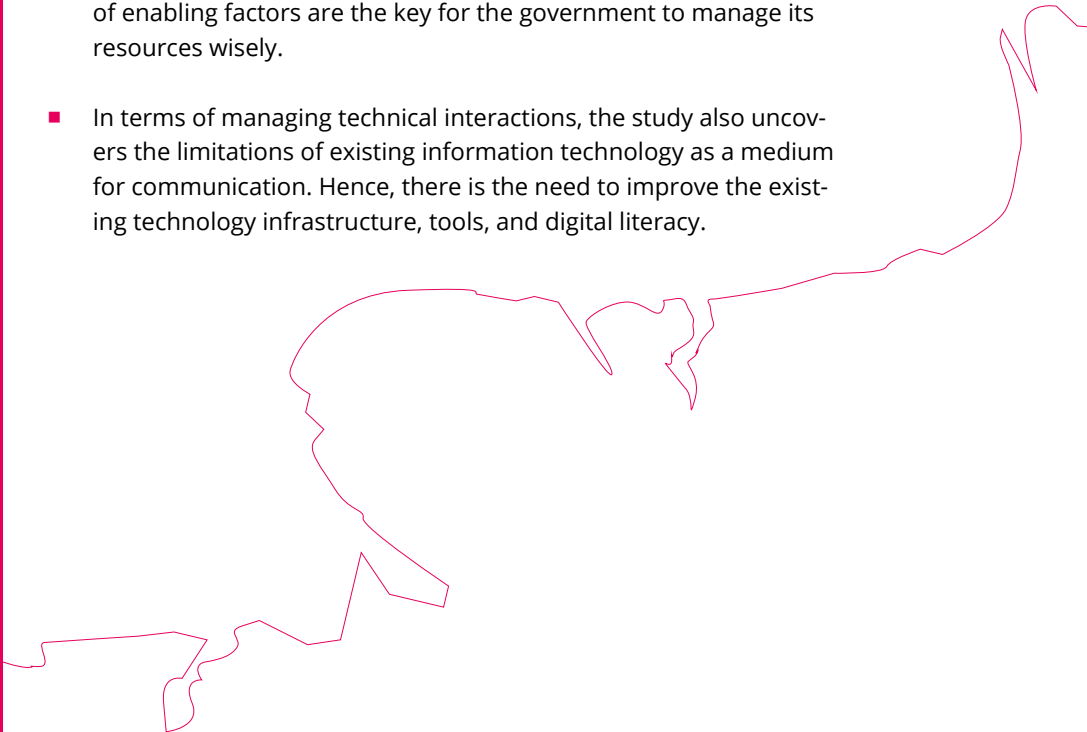 of enabling factors are the key for the government to manage its
resources wisely.
■ In terms of managing technical interactions, the study also uncov-
ers the limitations of existing information technology as a medium
for communication. Hence, there is the need to improve the exist-
ing technology infrastructure, tools, and digital literacy.